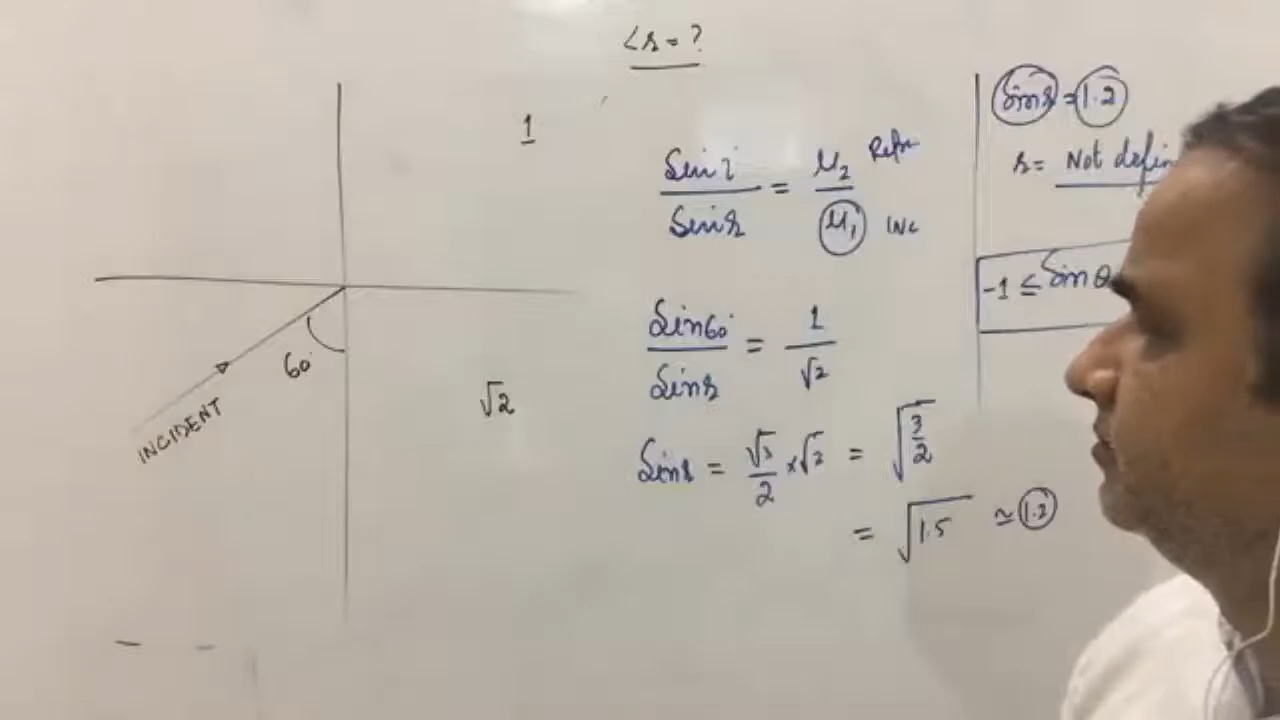 ∠r = ?
1
60°
INCIDENT
√2
Sin i / Sin r = μ2 / μ1
Refr
Inc
Sin60° / Sin r = 1 / √2
Sin r = √3/2 × √2 = √(3/2)
= √1.5 ≃ 1.2
Sin r = 1.2
r = Not defin
-1 ≤ Sin θ